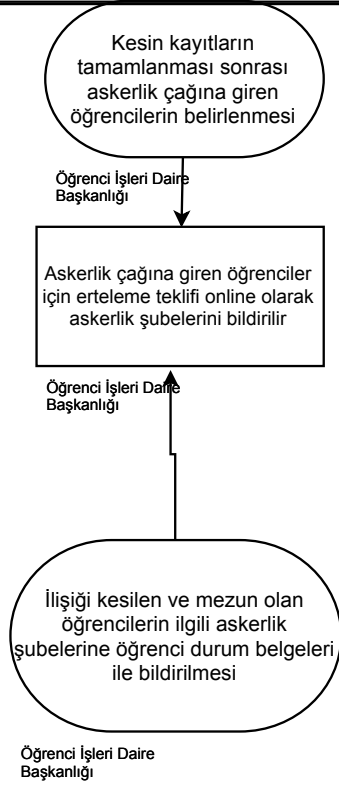 Kesin kayıtların
tamamlanması sonrası
askerlik çağına giren
öğrencilerin belirlenmesi
Öğrenci İşleri Daire
Başkanlığı
Askerlik çağına giren öğrenciler
için erteleme teklifi online olarak
askerlik şubelerini bildirilir
Öğrenci İşleri Daire
Başkanlığı
İlişiği kesilen ve mezun olan
öğrencilerin ilgili askerlik
şubelerine öğrenci durum belgeleri
ile bildirilmesi
Öğrenci İşleri Daire
Başkanlığı